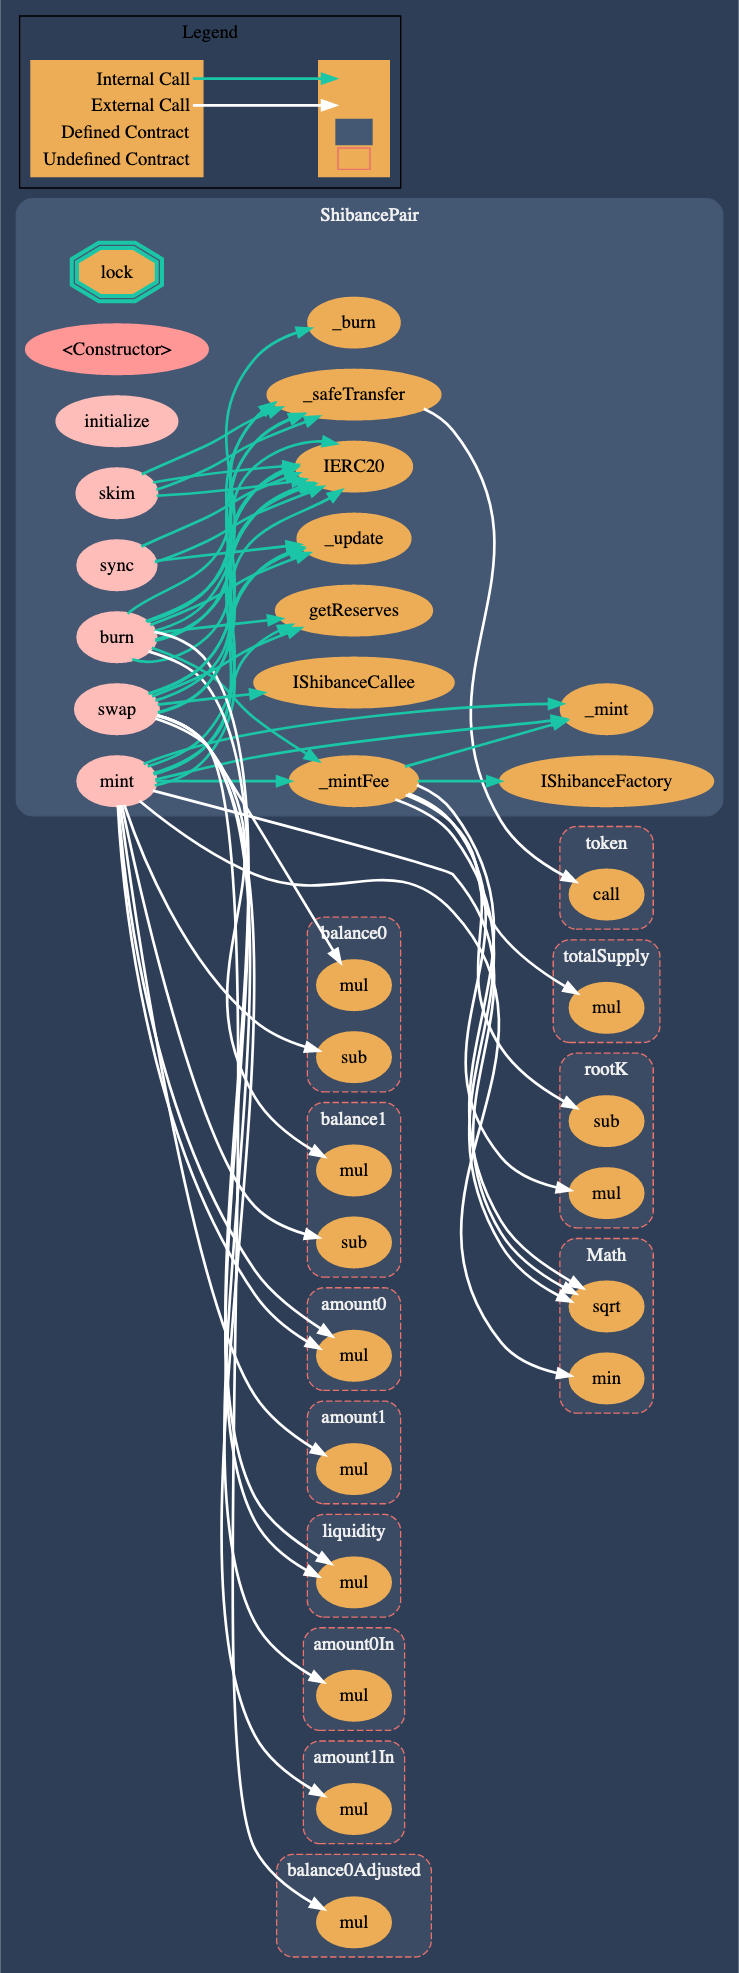 Legend
Internal Call
External Call
Defined Contract
Undefined Contract
ShibancePair
lock
<Constructor>
initialize
skim
sync
burn
swap
mint
_burn
_safeTransfer
IERC20
_update
getReserves
IShibanceCallee
_mintFee
_mint
IShibanceFactory
token
call
totalSupply
mul
rootK
sub
mul
Math
sqrt
min
balance0
mul
sub
balance1
mul
sub
amount0
mul
amount1
mul
liquidity
mul
amount0In
mul
amount1In
mul
balance0Adjusted
mul